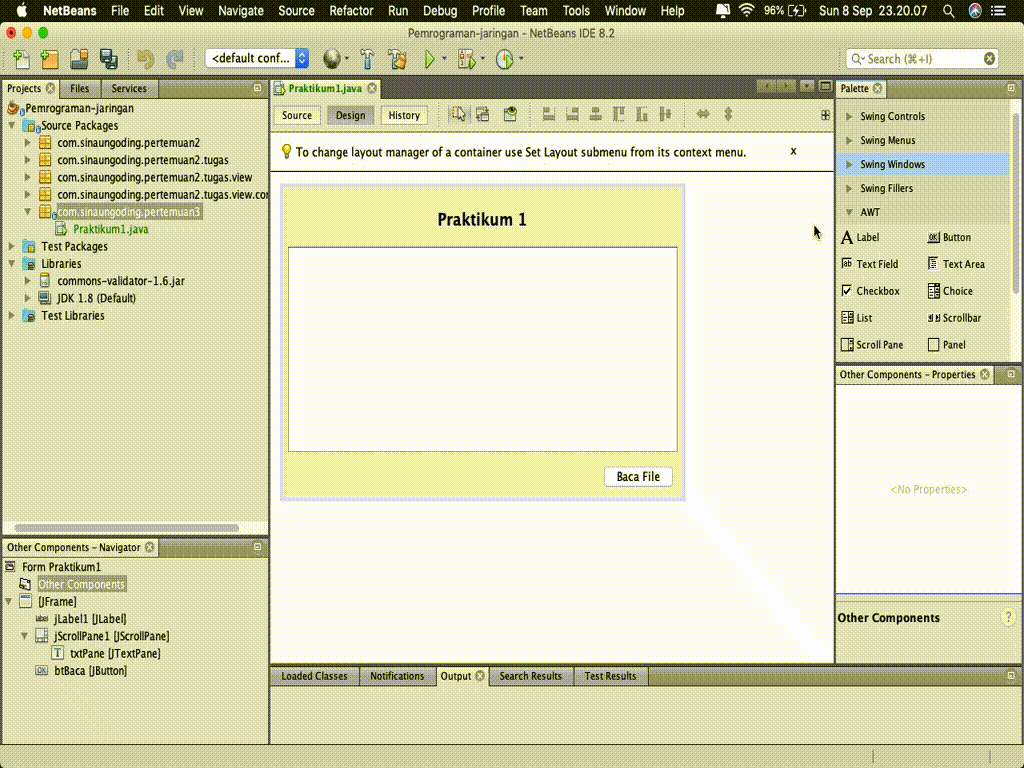 NetBeans File Edit View Navigate Source Refactor Run Debug Profile Team Tools Window Help 96% Sun 8 Sep 23.20.07
Pemrograman-jaringan - NetBeans IDE 8.2
<default conf... Search (⌘+I)
Projects Files Services
Praktikum1.java
Palette
Pemrograman-jaringan
Source Packages
com.sinaungoding.pertemuan2
com.sinaungoding.pertemuan2.tugas
com.sinaungoding.pertemuan2.tugas.view
com.sinaungoding.pertemuan2.tugas.view.cor
com.sinaungoding.pertemuan3
Praktikum1.java
Test Packages
Libraries
commons-validator-1.6.jar
JDK 1.8 (Default)
Test Libraries
Source Design History
To change layout manager of a container use Set Layout submenu from its context menu. x
Praktikum 1
Baca File
Swing Controls
Swing Menus
Swing Windows
Swing Fillers
AWT
A Label OK Button
Text Field Text Area
Checkbox Choice
List Scrollbar
Scroll Pane Panel
Other Components - Properties
<No Properties>
Other Components ?
Other Components - Navigator
Form Praktikum1
Other Components
[JFrame]
jLabel1 [JLabel]
jScrollPane1 [JScrollPane]
T txtPane [JTextPane]
OK btBaca [JButton]
Loaded Classes Notifications Output Search Results Test Results